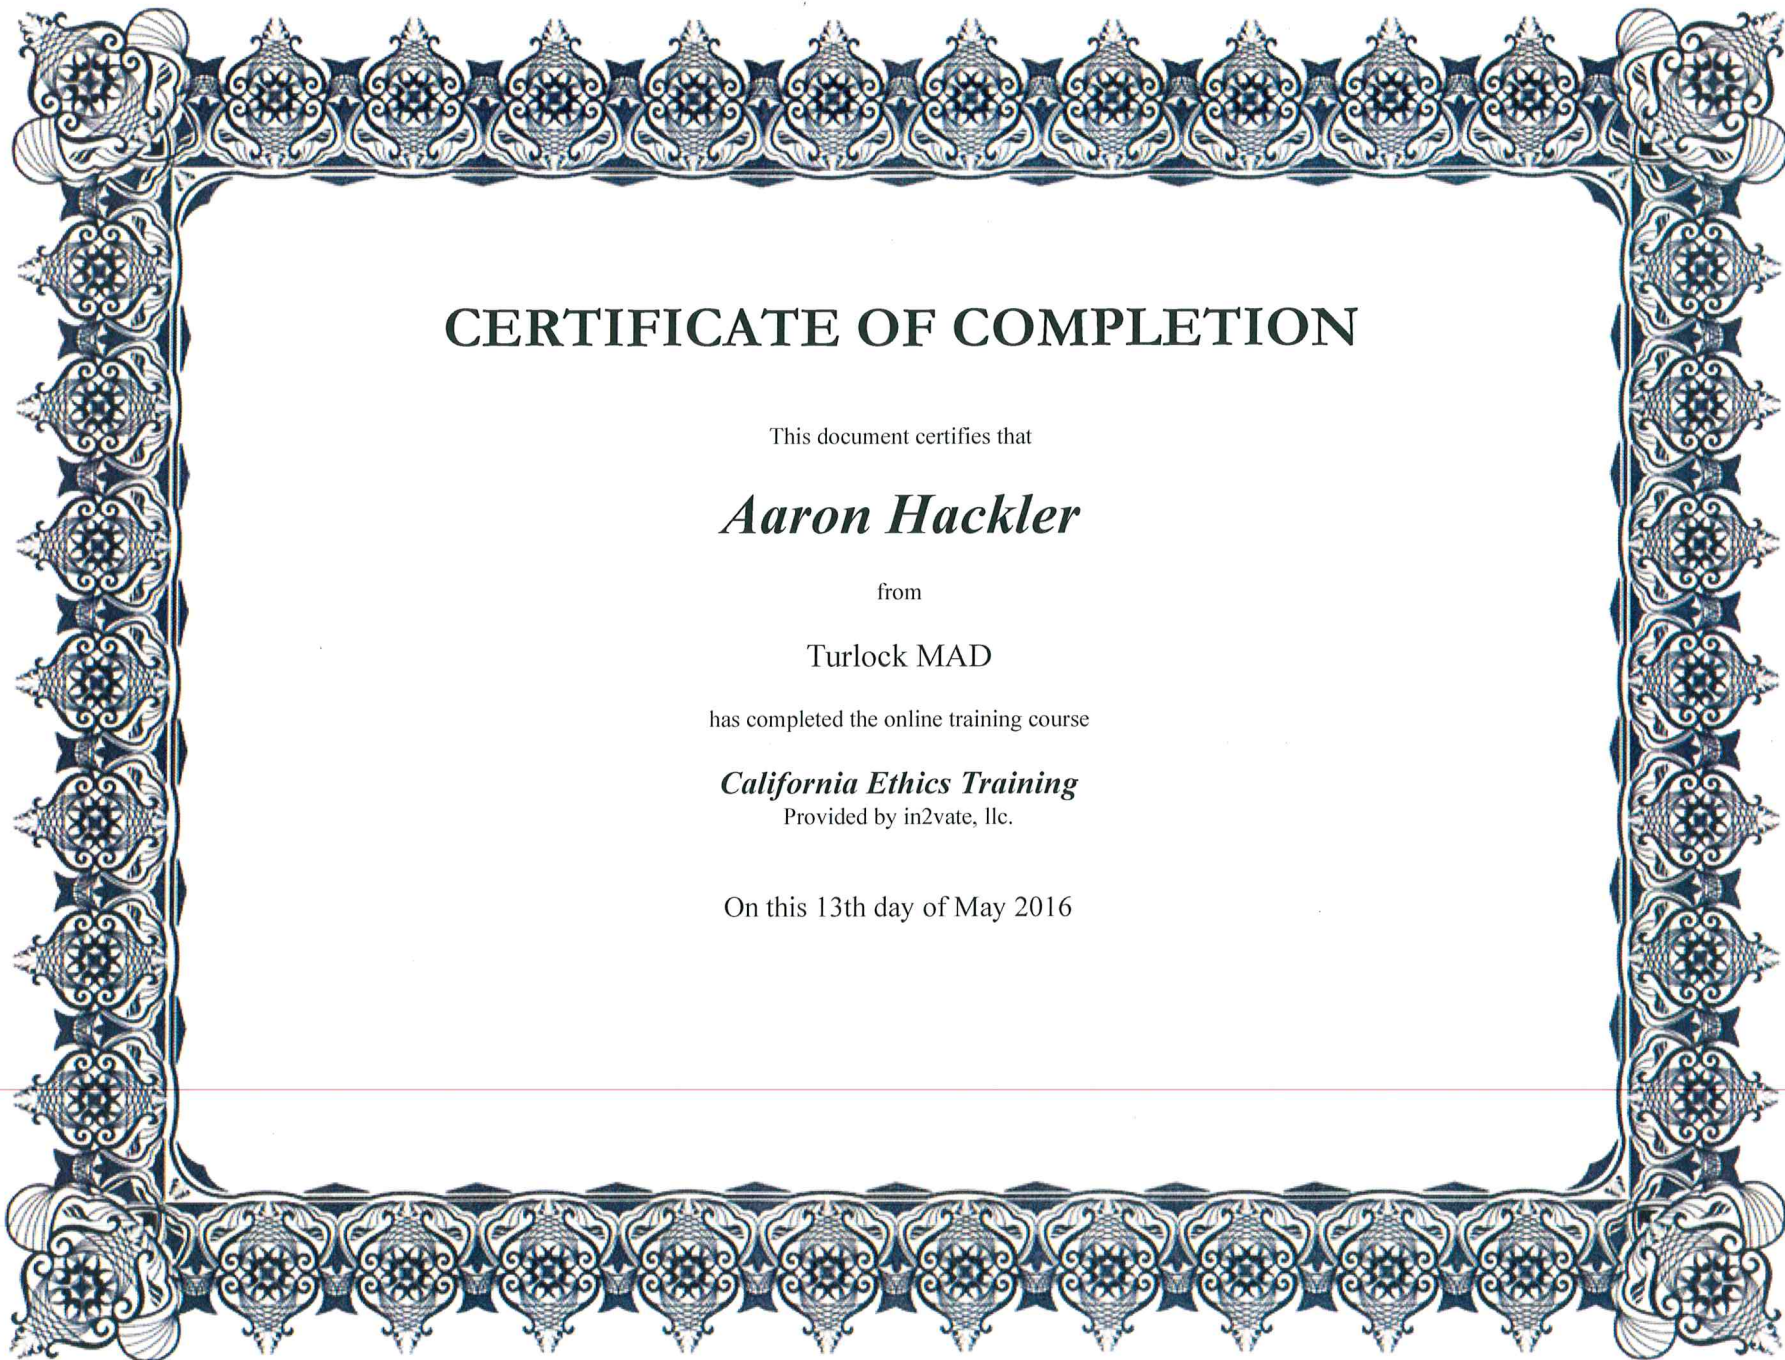 CERTIFICATE OF COMPLETION
This document certifies that
Aaron Hackler
from
Turlock MAD
has completed the online training course
California Ethics Training
Provided by in2vate, llc.
On this 13th day of May 2016